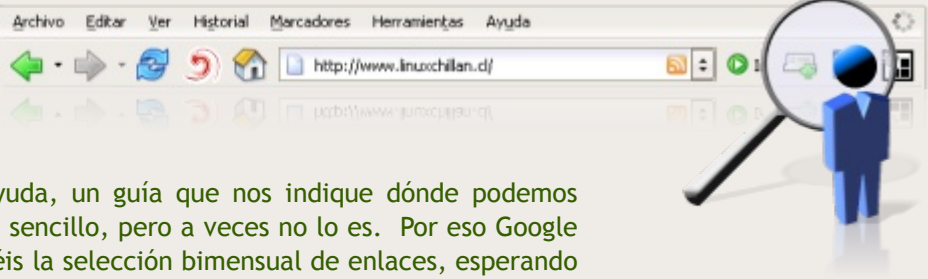 Archivo Editar Ver Historial Marcadores Herramientas Ayuda
http://www.linuxchillan.cl/
yuda, un guía que nos indique dónde podemos
sencillo, pero a veces no lo es. Por eso Google
éis la selección bimensual de enlaces, esperando